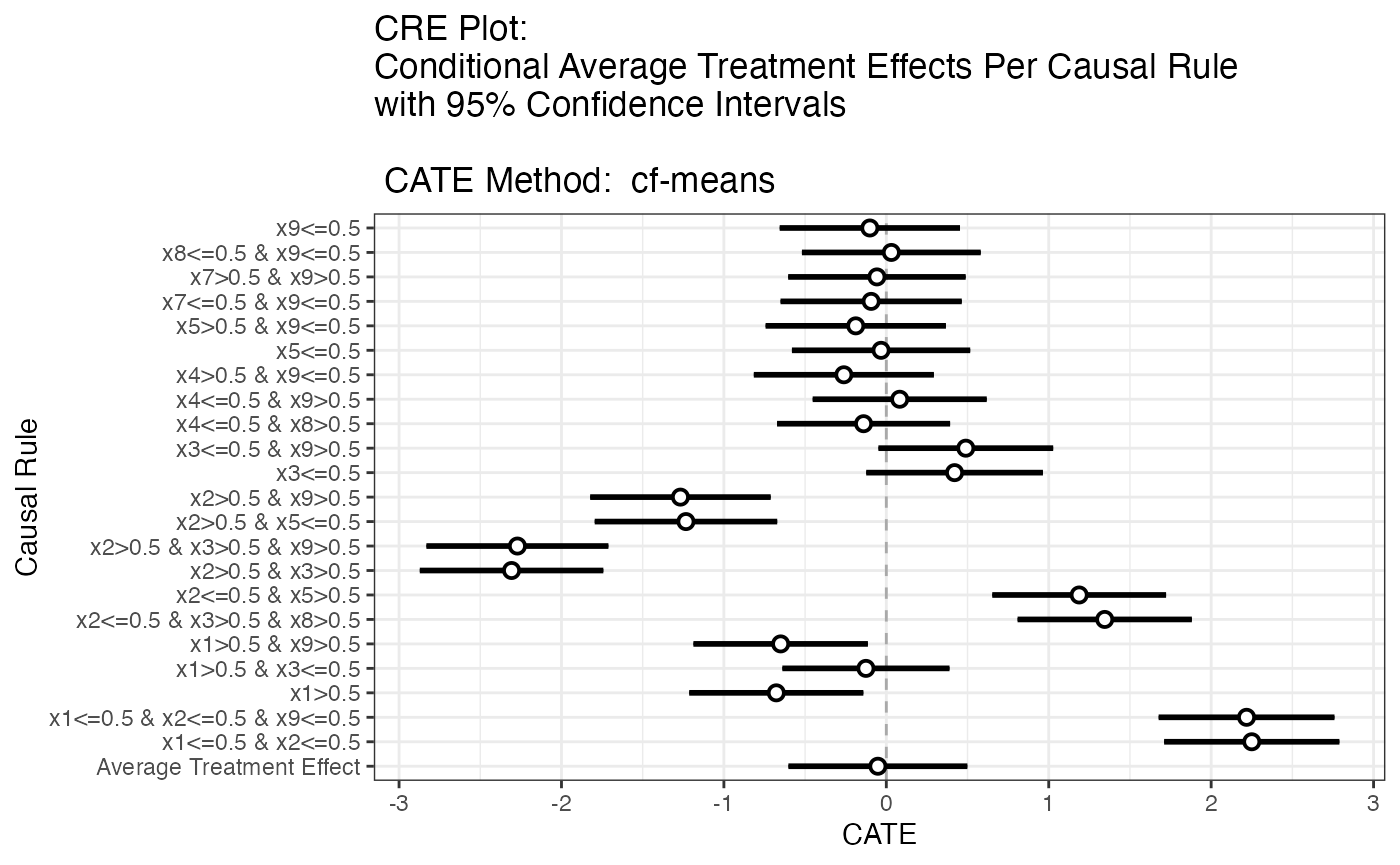 CRE Plot:
Conditional Average Treatment Effects Per Causal Rule
with 95% Confidence Intervals
CATE Method:  cf-means
Causal Rule
x9<=0.5
x8<=0.5 & x9<=0.5
x7>0.5 & x9>0.5
x7<=0.5 & x9<=0.5
x5>0.5 & x9<=0.5
x5<=0.5
x4>0.5 & x9<=0.5
x4<=0.5 & x9>0.5
x4<=0.5 & x8>0.5
x3<=0.5 & x9>0.5
x3<=0.5
x2>0.5 & x9>0.5
x2>0.5 & x5<=0.5
x2>0.5 & x3>0.5 & x9>0.5
x2>0.5 & x3>0.5
x2<=0.5 & x5>0.5
x2<=0.5 & x3>0.5 & x8>0.5
x1>0.5 & x9>0.5
x1>0.5 & x3<=0.5
x1>0.5
x1<=0.5 & x2<=0.5 & x9<=0.5
x1<=0.5 & x2<=0.5
Average Treatment Effect
-3 -2 -1 0 1 2 3
CATE